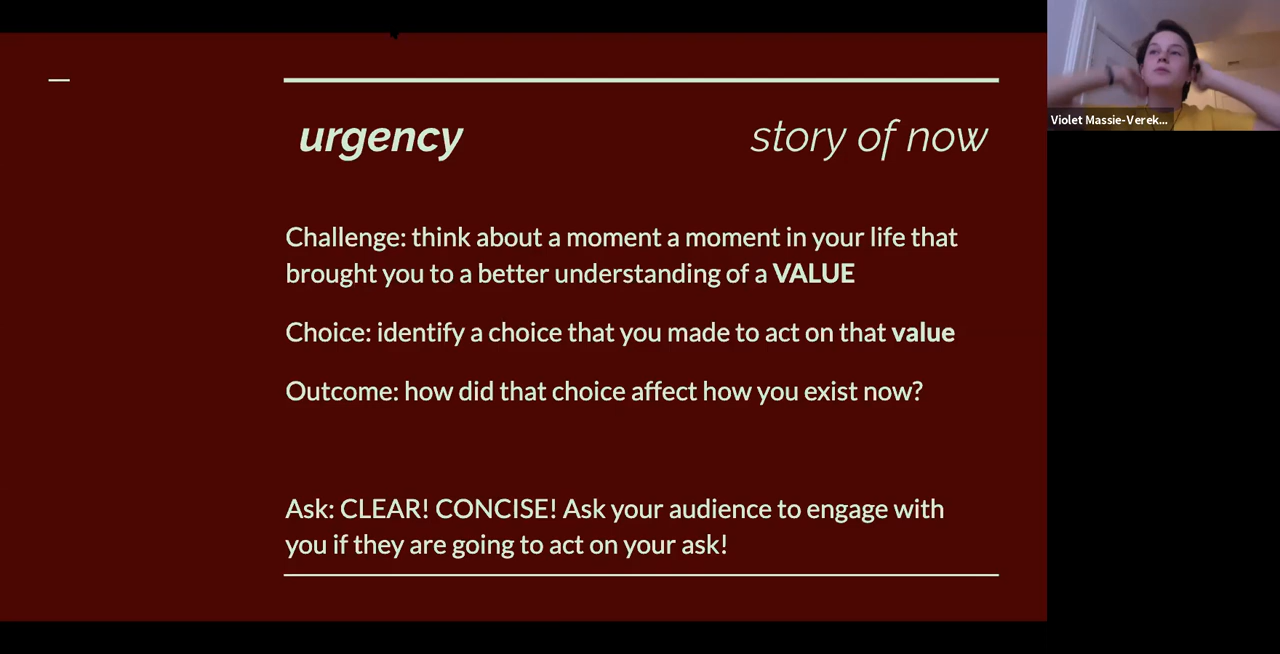 urgency
story of now
Challenge: think about a moment a moment in your life that
brought you to a better understanding of a VALUE
Choice: identify a choice that you made to act on that value
Outcome: how did that choice affect how you exist now?
Ask: CLEAR! CONCISE! Ask your audience to engage with
you if they are going to act on your ask!
Violet Massie-Verek...